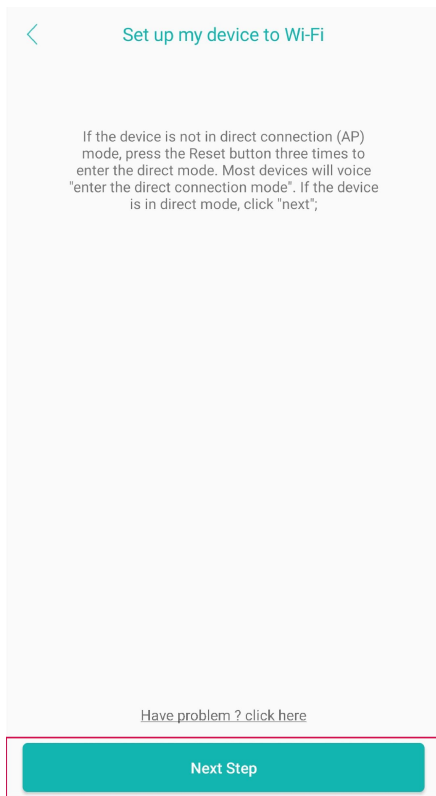 Set up my device to Wi-Fi
If the device is not in direct connection (AP)
mode, press the Reset button three times to
enter the direct mode. Most devices will voice
"enter the direct connection mode". If the device
is in direct mode, click "next";
Have problem ? click here
Next Step